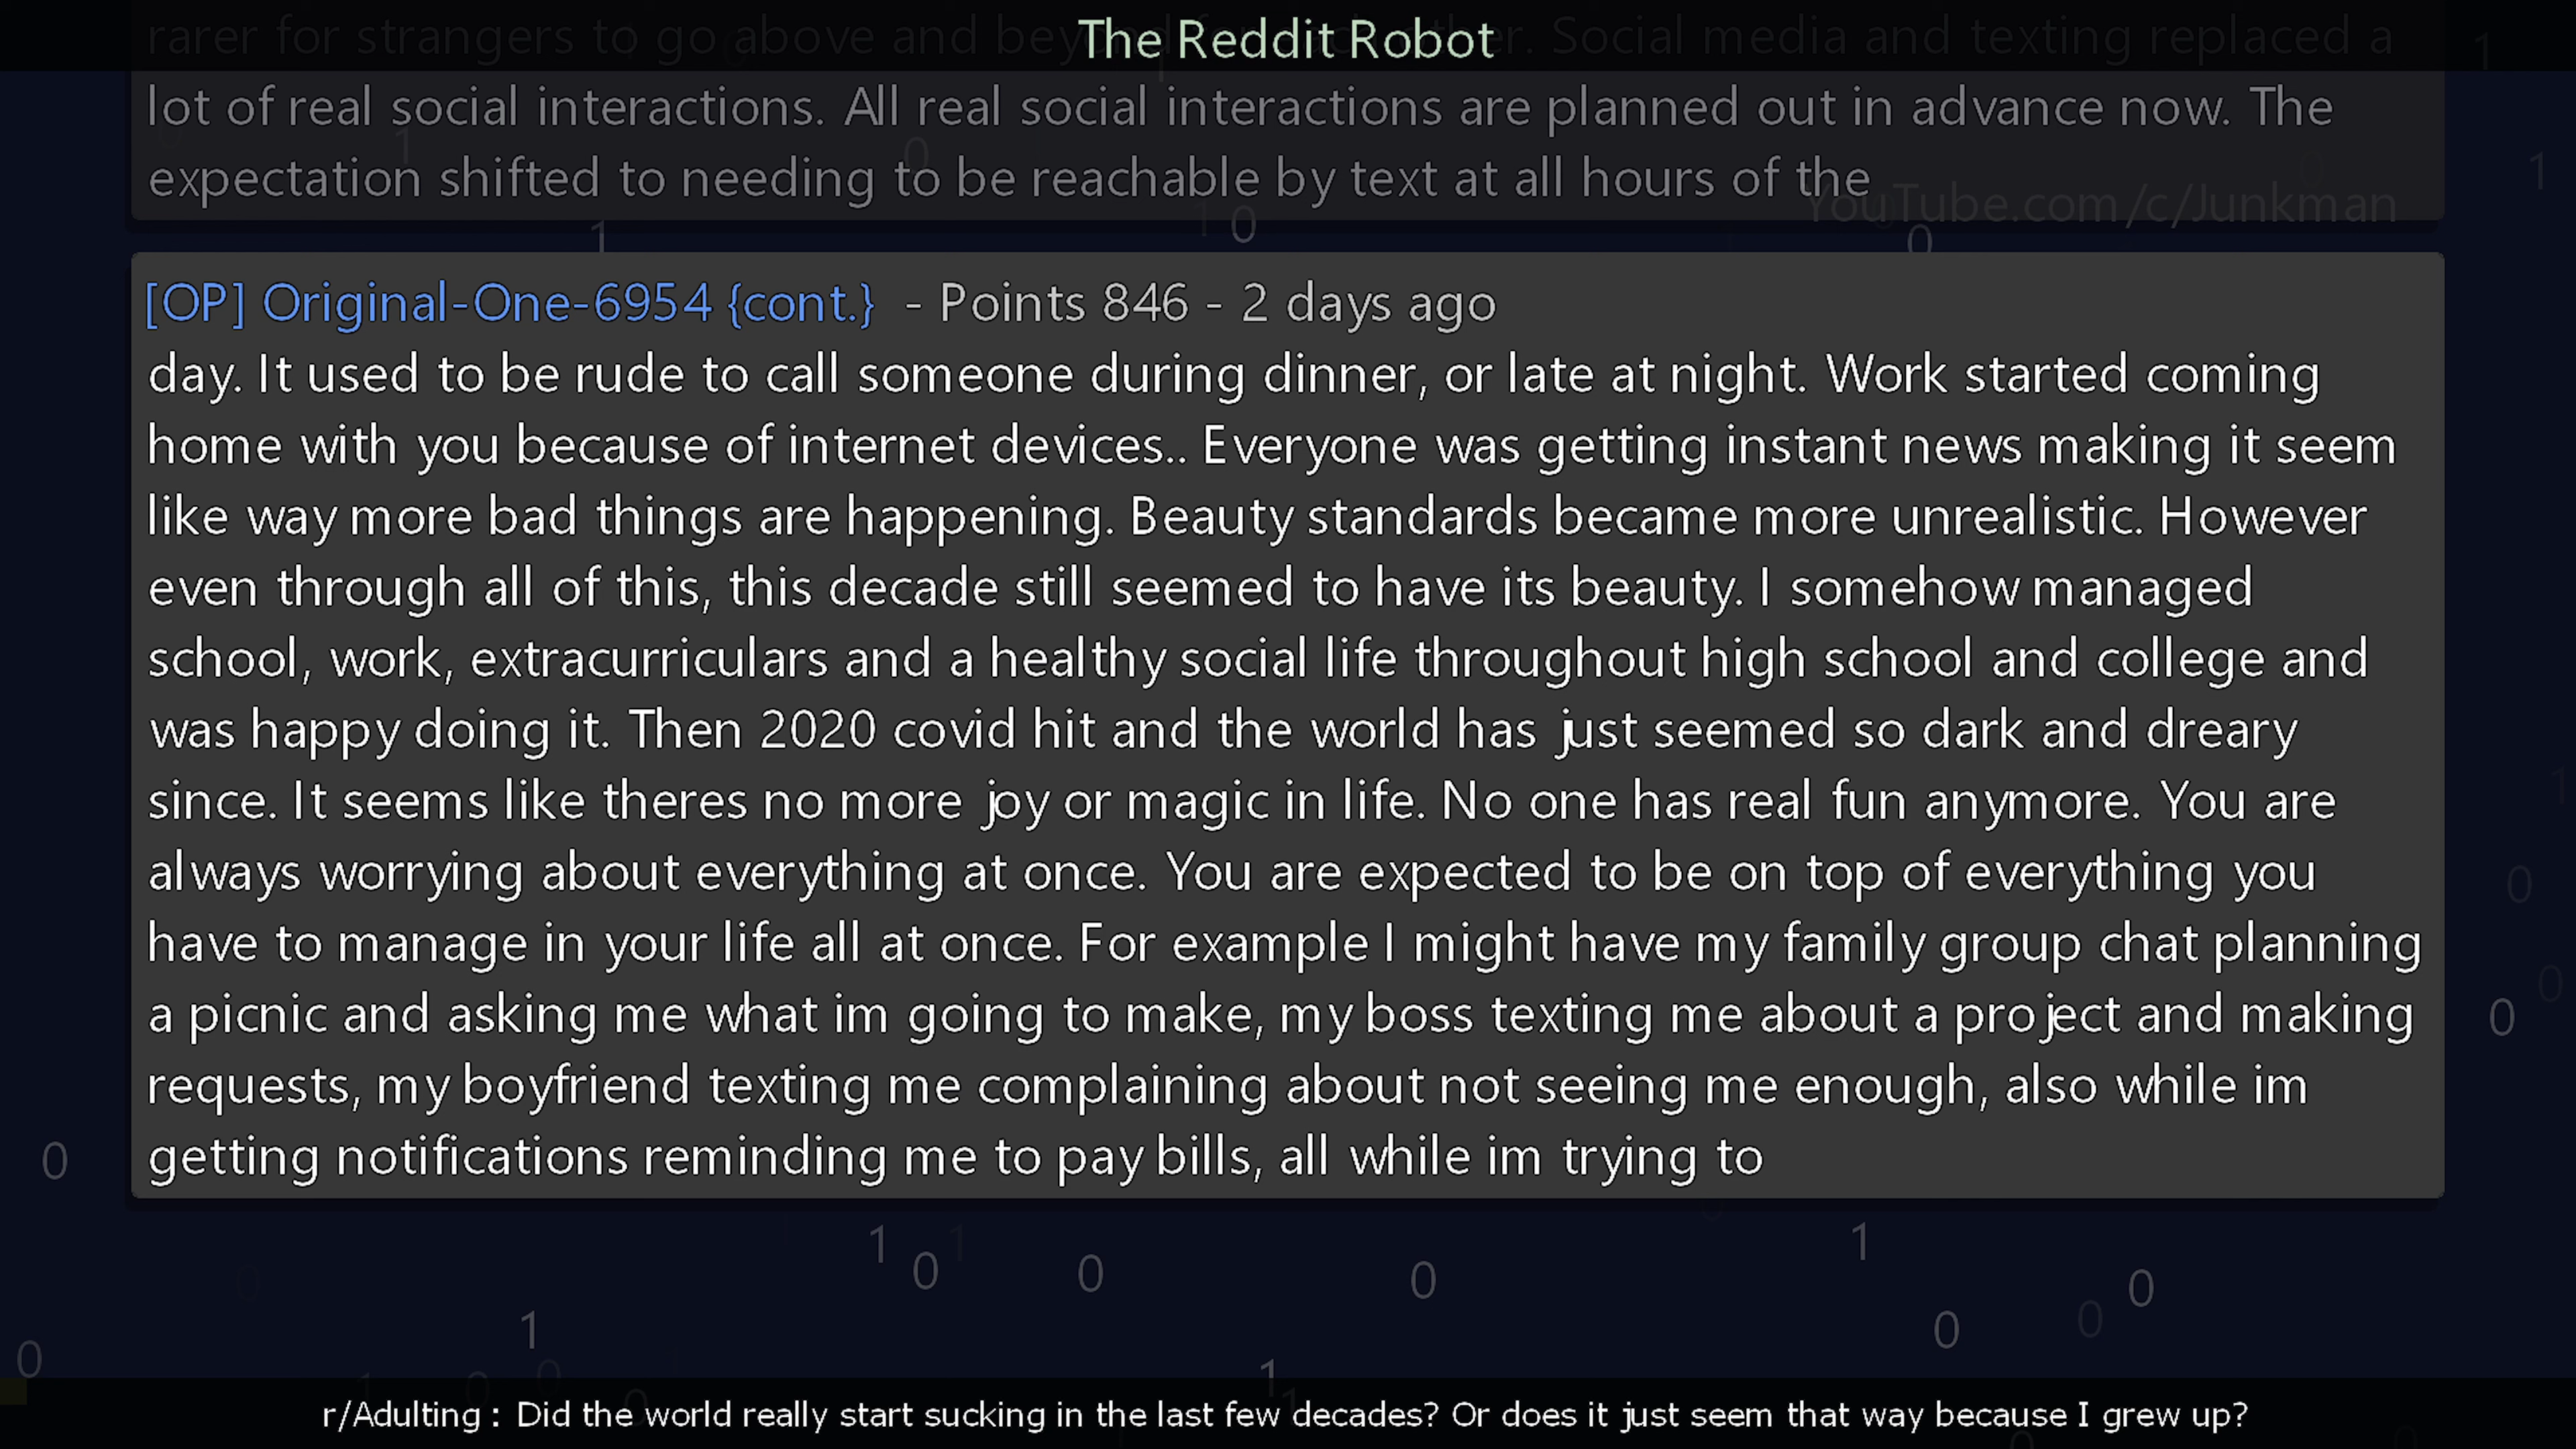 The Reddit Robot
rarer for strangers to go above and bey r. Social media and texting replaced a
lot of real social interactions. All real social interactions are planned out in advance now. The
expectation shifted to needing to be reachable by text at all hours of the
YouTube.com/c/Junkman
[OP] Original-One-6954 {cont.} - Points 846 - 2 days ago
day. It used to be rude to call someone during dinner, or late at night. Work started coming
home with you because of internet devices.. Everyone was getting instant news making it seem
like way more bad things are happening. Beauty standards became more unrealistic. However
even through all of this, this decade still seemed to have its beauty. I somehow managed
school, work, extracurriculars and a healthy social life throughout high school and college and
was happy doing it. Then 2020 covid hit and the world has just seemed so dark and dreary
since. It seems like theres no more joy or magic in life. No one has real fun anymore. You are
always worrying about everything at once. You are expected to be on top of everything you
have to manage in your life all at once. For example I might have my family group chat planning
a picnic and asking me what im going to make, my boss texting me about a project and making
requests, my boyfriend texting me complaining about not seeing me enough, also while im
getting notifications reminding me to pay bills, all while im trying to
r/Adulting : Did the world really start sucking in the last few decades? Or does it just seem that way because I grew up?